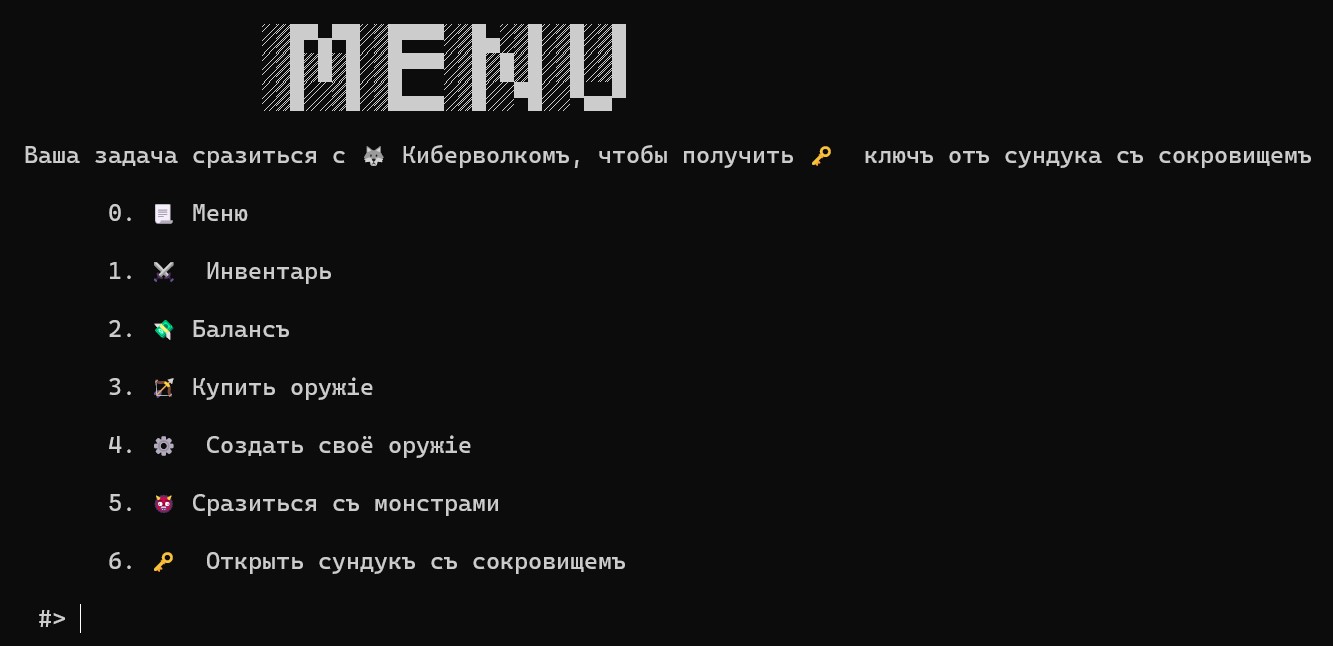 MENU
Ваша задача сразиться с 🐺 Киберволкомъ, чтобы получить 🔑 ключъ отъ сундука съ сокровищемъ
0. 📃 Меню
1. ⚔️ Инвентарь
2. 💸 Балансъ
3. 🏹 Купить оружіе
4. ⚙️ Создать своё оружіе
5. 👿 Сразиться съ монстрами
6. 🔑 Открыть сундукъ съ сокровищемъ
#>